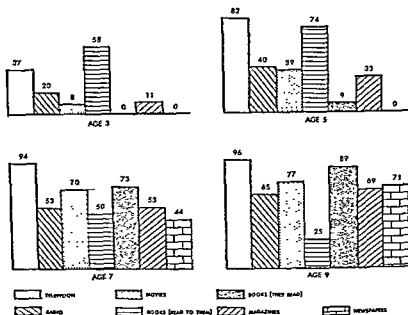 37 20 8 58 0 11 0
AGE 3
82 40 39 74 9 33 0
AGE 5
94 53 70 50 73 53 44
AGE 7
96 65 77 25 89 69 71
AGE 9
TELEVISION MOVIES BOOKS [THEY READ]
RADIO BOOKS [READ TO THEM] MAGAZINES NEWSPAPERS